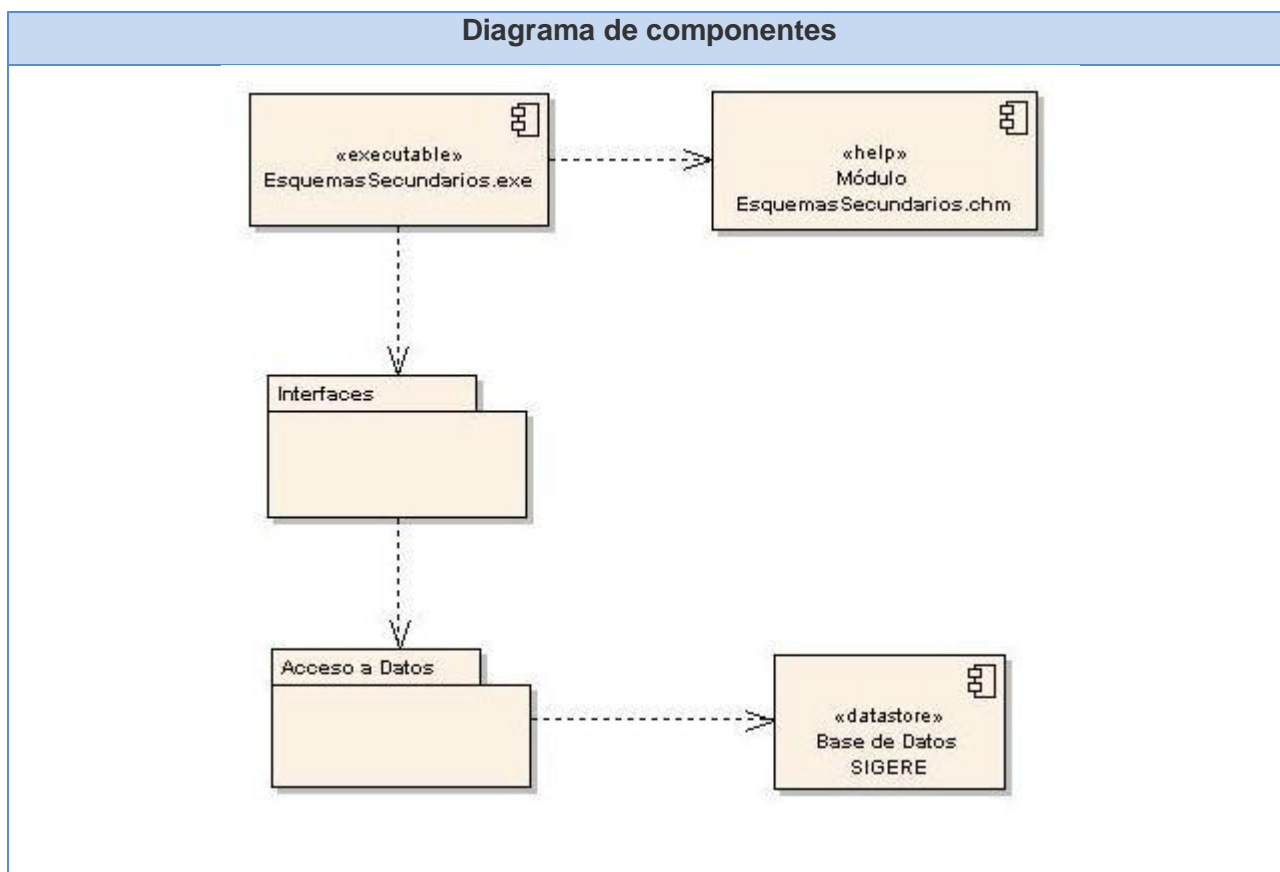 Diagrama de componentes
«executable»
EsquemasSecundarios.exe
«help»
Módulo
EsquemasSecundarios.chm
Interfaces
Acceso a Datos
«datastore»
Base de Datos
SIGERE